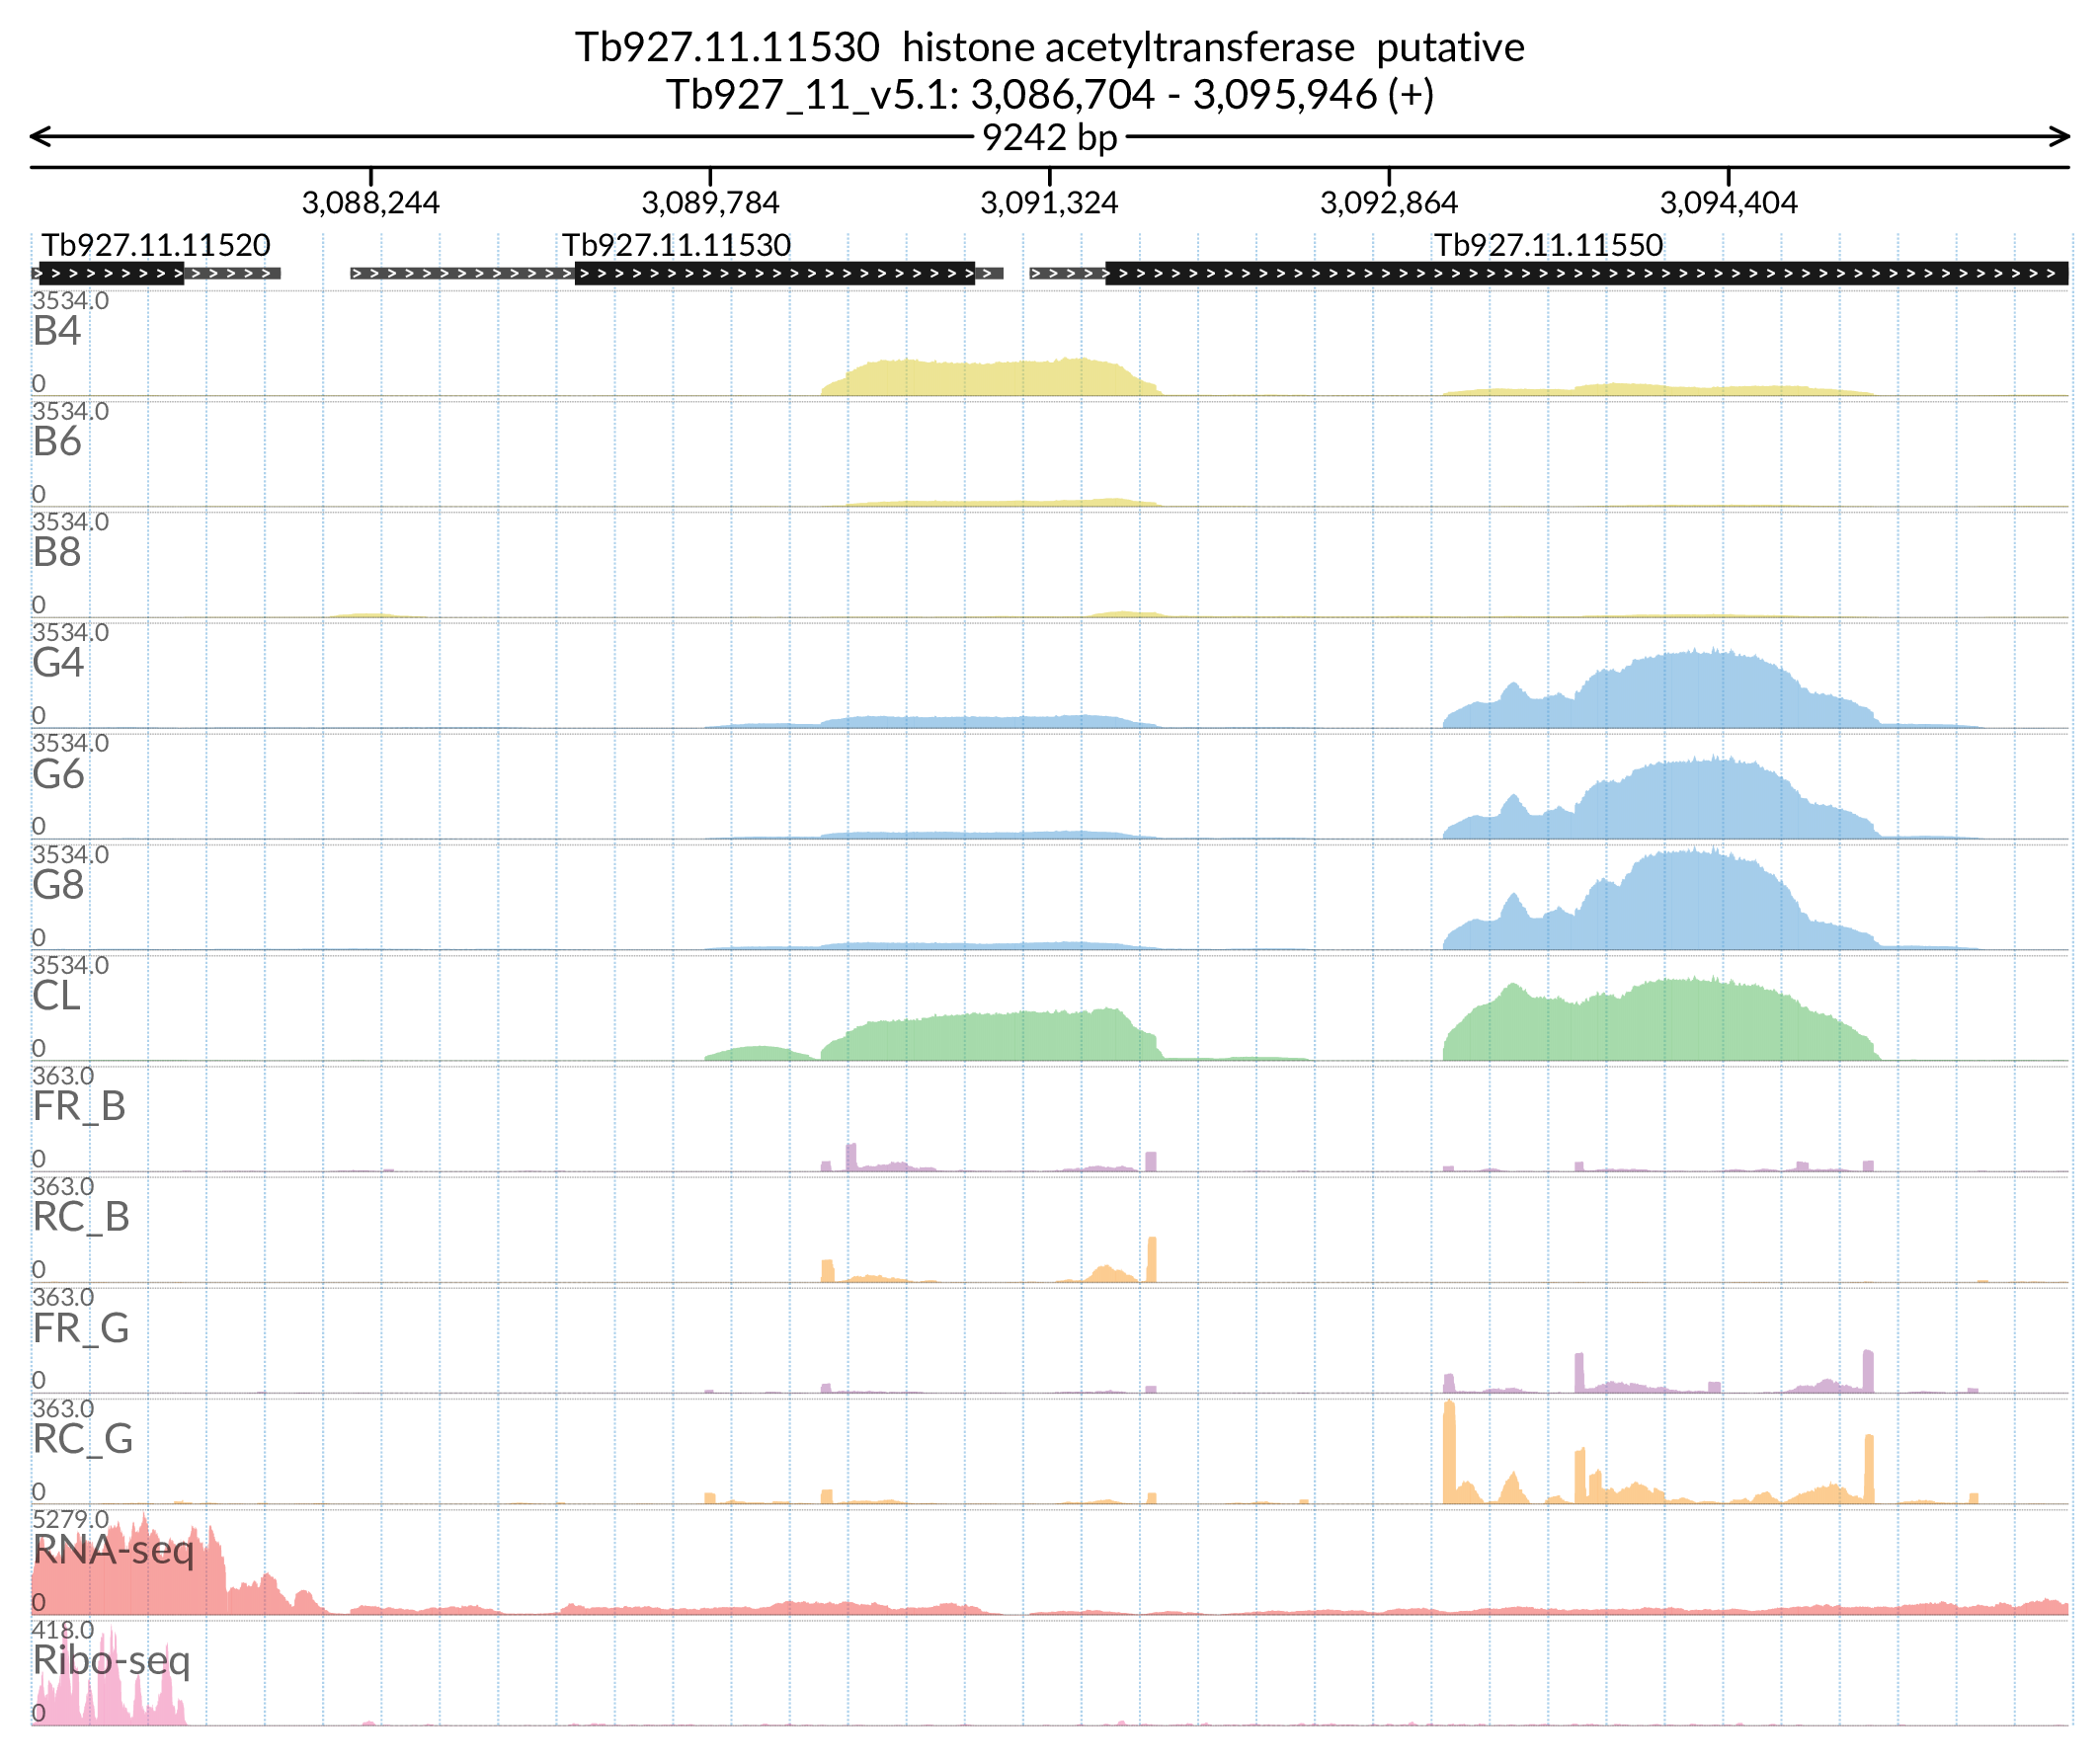 Tb927.11.11530 histone acetyltransferase putative
Tb927_11_v5.1: 3,086,704 - 3,095,946 (+)
9242 bp
3,088,244 3,089,784 3,091,324 3,092,864 3,094,404
Tb927.11.11520 Tb927.11.11530 Tb927.11.11550
3534.0
B4
0
3534.0
B6
0
3534.0
B8
0
3534.0
G4
0
3534.0
G6
0
3534.0
G8
0
3534.0
CL
0
363.0
FR_B
0
363.0
RC_B
0
363.0
FR_G
0
363.0
RC_G
0
5279.0
RNA-seq
0
418.0
Ribo-seq
0